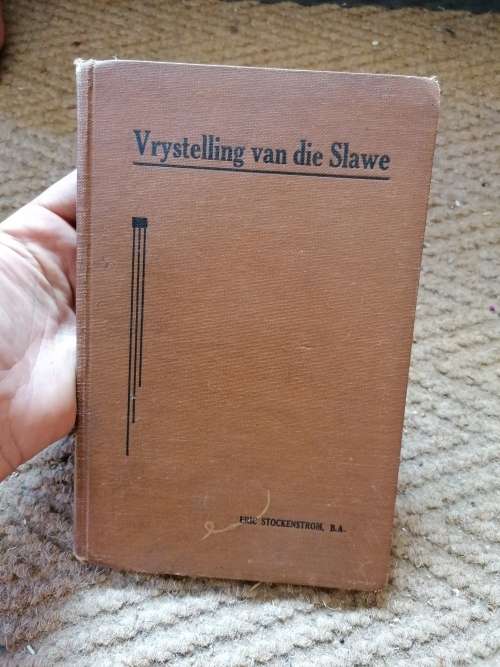 Vrystelling van die Slawe
ERIC STOCKENSTROM, B.A.